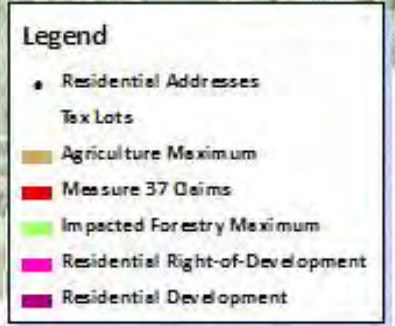 Legend
Residential Addresses
Tax Lots
Agriculture Maximum
Measure 37 Claims
Impacted Forestry Maximum
Residential Right-of-Development
Residential Development